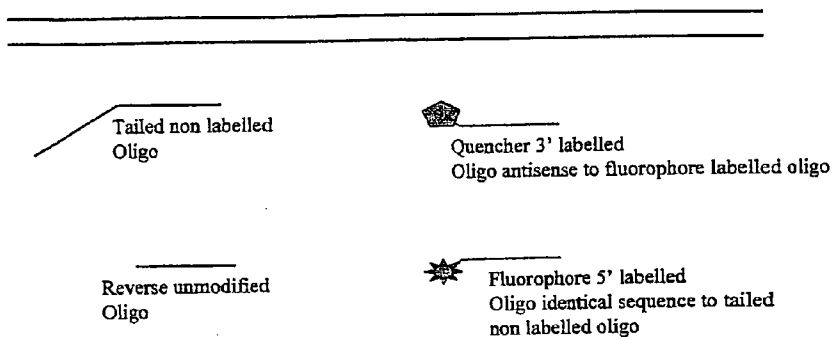 Tailed non labelled
Oligo
Quencher 3' labelled
Oligo antisense to fluorophore labelled oligo
Reverse unmodified
Oligo
Fluorophore 5' labelled
Oligo identical sequence to tailed
non labelled oligo